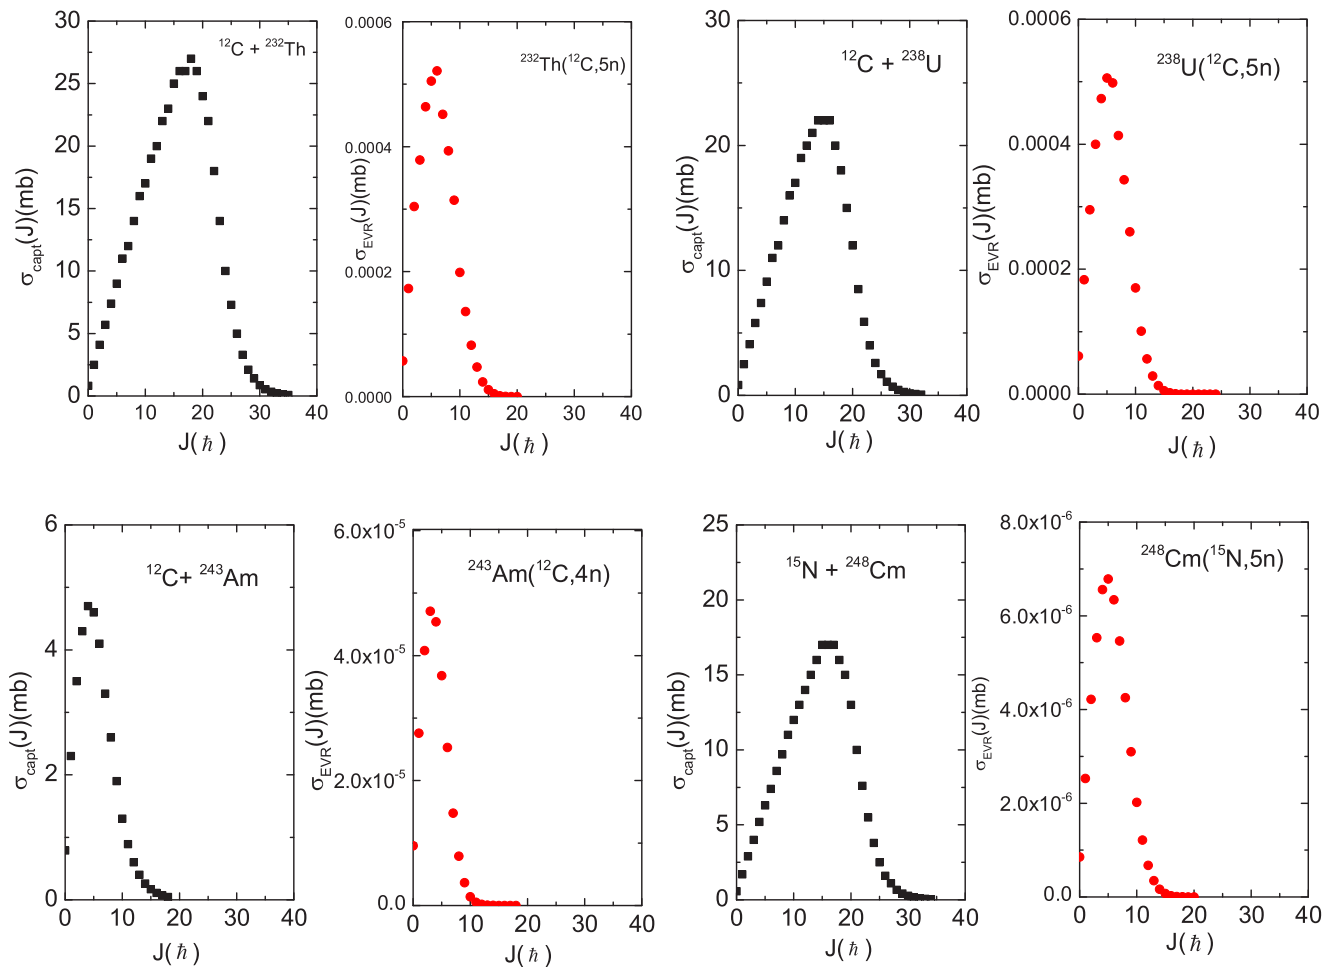 30
25
20
15
10
5
0
0 10 20 30 40
σcapt(J)(mb)
J(ħ)
¹²C + ²³²Th
0.0006
0.0004
0.0002
0.0000
0 10 20 30 40
σEVR(J)(mb)
J(ħ)
²³²Th(¹²C,5n)
30
20
10
0
0 10 20 30 40
σcapt(J)(mb)
J(ħ)
¹²C + ²³⁸U
0.0006
0.0004
0.0002
0.0000
0 10 20 30 40
σEVR(J)(mb)
J(ħ)
²³⁸U(¹²C,5n)
6
4
2
0
0 10 20 30 40
σcapt(J)(mb)
J(ħ)
¹²C+ ²⁴³Am
6.0x10⁻⁵
4.0x10⁻⁵
2.0x10⁻⁵
0.0
0 10 20 30 40
σEVR(J)(mb)
J(ħ)
²⁴³Am(¹²C,4n)
25
20
15
10
5
0
0 10 20 30 40
σcapt(J)(mb)
J(ħ)
¹⁵N + ²⁴⁸Cm
8.0x10⁻⁶
6.0x10⁻⁶
4.0x10⁻⁶
2.0x10⁻⁶
0.0
0 10 20 30 40
σEVR(J)(mb)
J(ħ)
²⁴⁸Cm(¹⁵N,5n)